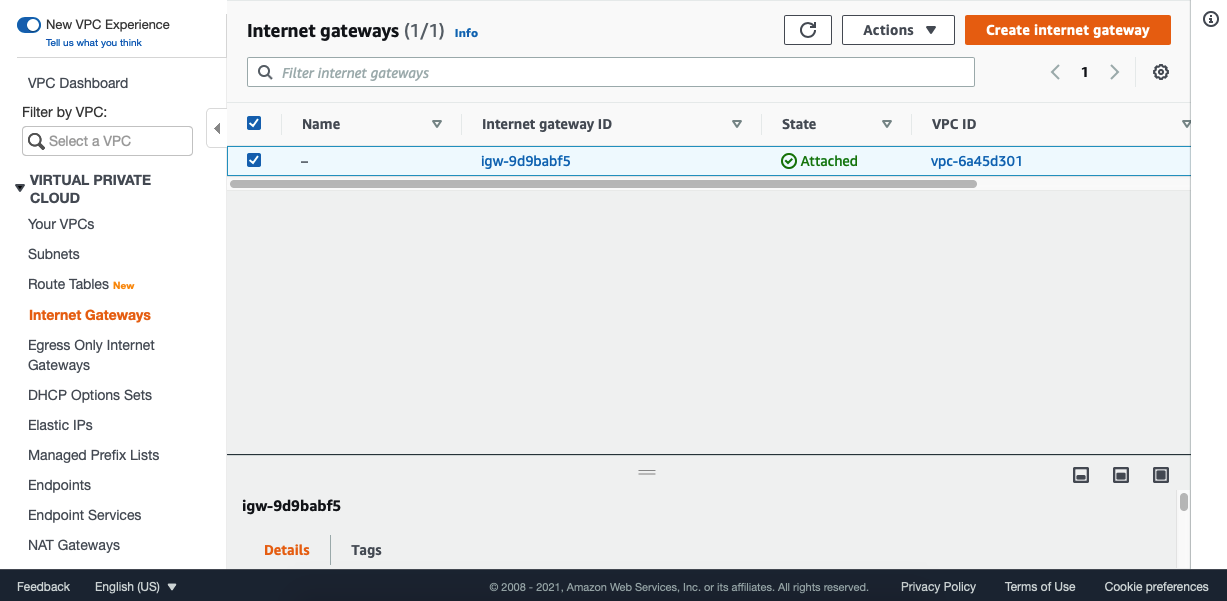 New VPC Experience
Tell us what you think
VPC Dashboard
Filter by VPC:
Select a VPC
VIRTUAL PRIVATE
CLOUD
Your VPCs
Subnets
Route Tables New
Internet Gateways
Egress Only Internet
Gateways
DHCP Options Sets
Elastic IPs
Managed Prefix Lists
Endpoints
Endpoint Services
NAT Gateways
Internet gateways (1/1) Info
Actions
Create internet gateway
Filter internet gateways
1
Name Internet gateway ID State VPC ID
– igw-9d9babf5 Attached vpc-6a45d301
igw-9d9babf5
Details Tags
Feedback English (US) © 2008 - 2021, Amazon Web Services, Inc. or its affiliates. All rights reserved. Privacy Policy Terms of Use Cookie preferences